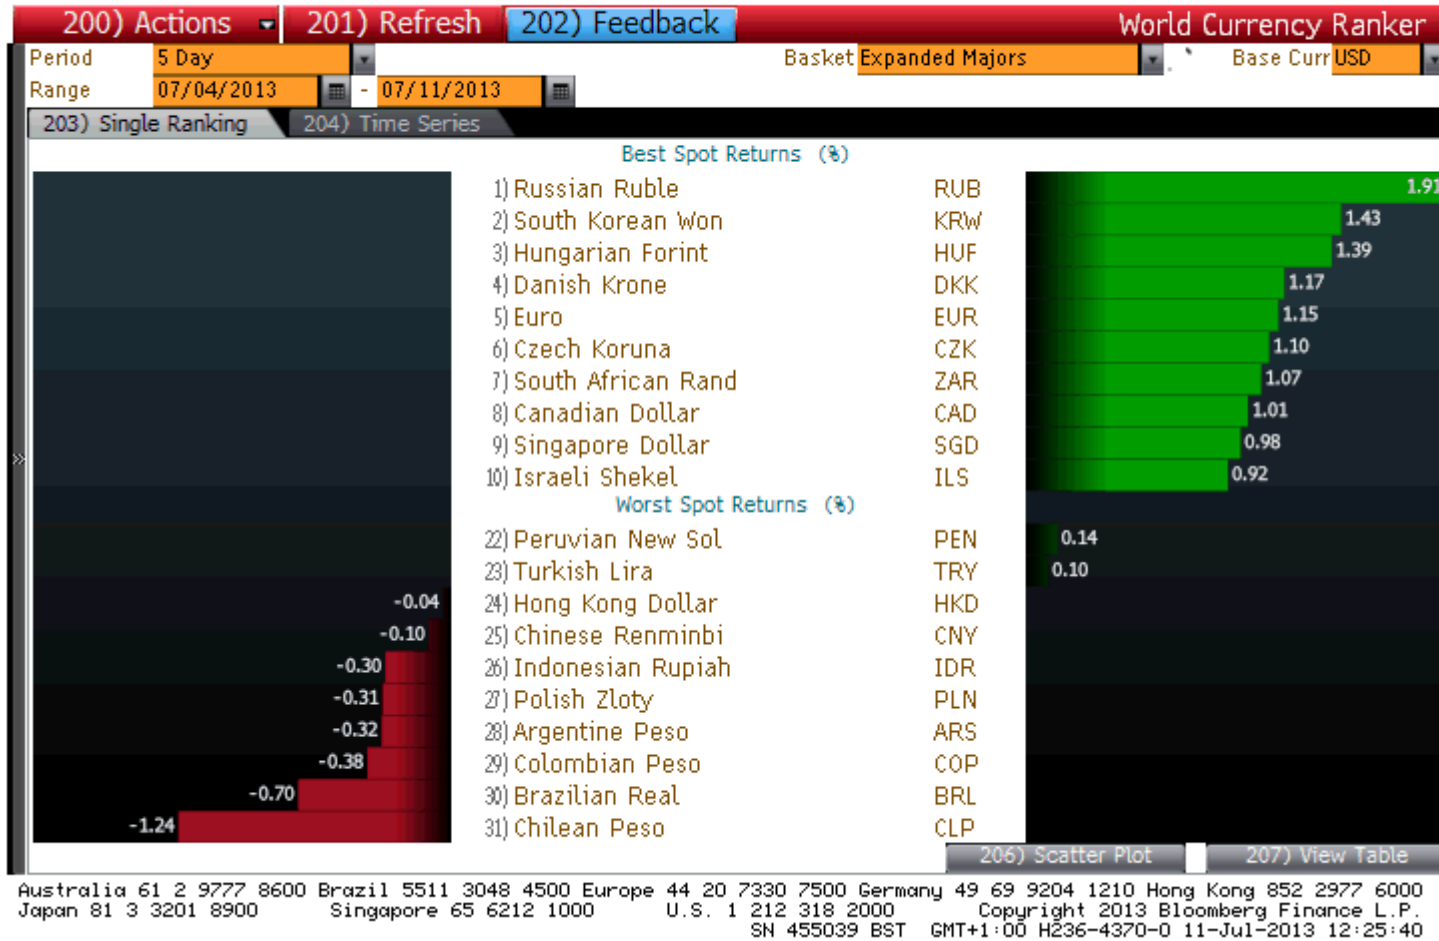 200) Actions 201) Refresh 202) Feedback World Currency Ranker
Period 5 Day Basket Expanded Majors Base Curr USD
Range 07/04/2013 - 07/11/2013
203) Single Ranking 204) Time Series
Best Spot Returns (%)
1) Russian Ruble RUB 1.91
2) South Korean Won KRW 1.43
3) Hungarian Forint HUF 1.39
4) Danish Krone DKK 1.17
5) Euro EUR 1.15
6) Czech Koruna CZK 1.10
7) South African Rand ZAR 1.07
8) Canadian Dollar CAD 1.01
9) Singapore Dollar SGD 0.98
10) Israeli Shekel ILS 0.92
Worst Spot Returns (%)
22) Peruvian New Sol PEN 0.14
23) Turkish Lira TRY 0.10
-0.04 24) Hong Kong Dollar HKD
-0.10 25) Chinese Renminbi CNY
-0.30 26) Indonesian Rupiah IDR
-0.31 27) Polish Zloty PLN
-0.32 28) Argentine Peso ARS
-0.38 29) Colombian Peso COP
-0.70 30) Brazilian Real BRL
-1.24 31) Chilean Peso CLP
206) Scatter Plot 207) View Table
Australia 61 2 9777 8600 Brazil 5511 3048 4500 Europe 44 20 7330 7500 Germany 49 69 9204 1210 Hong Kong 852 2977 6000
Japan 81 3 3201 8900 Singapore 65 6212 1000 U.S. 1 212 318 2000 Copyright 2013 Bloomberg Finance L.P.
SN 455039 BST GMT+1:00 H236-4370-0 11-Jul-2013 12:25:40